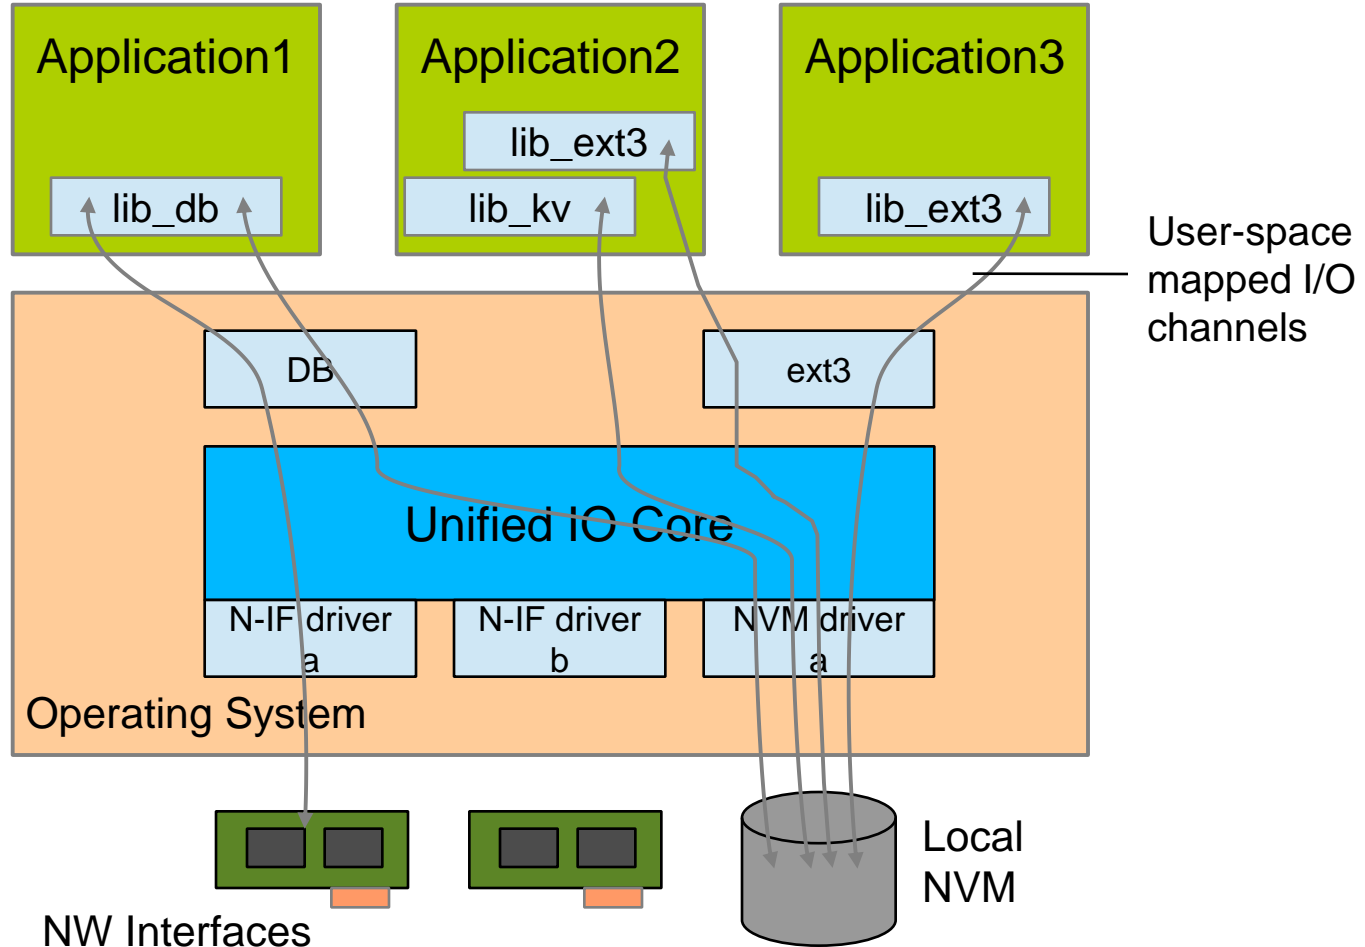 Application1
Application2
Application3
lib_ext3
lib_db
lib_kv
lib_ext3
User-space
mapped I/O
channels
DB
ext3
Unified IO Core
N-IF driver
a
N-IF driver
b
NVM driver
a
Operating System
Local
NVM
NW Interfaces